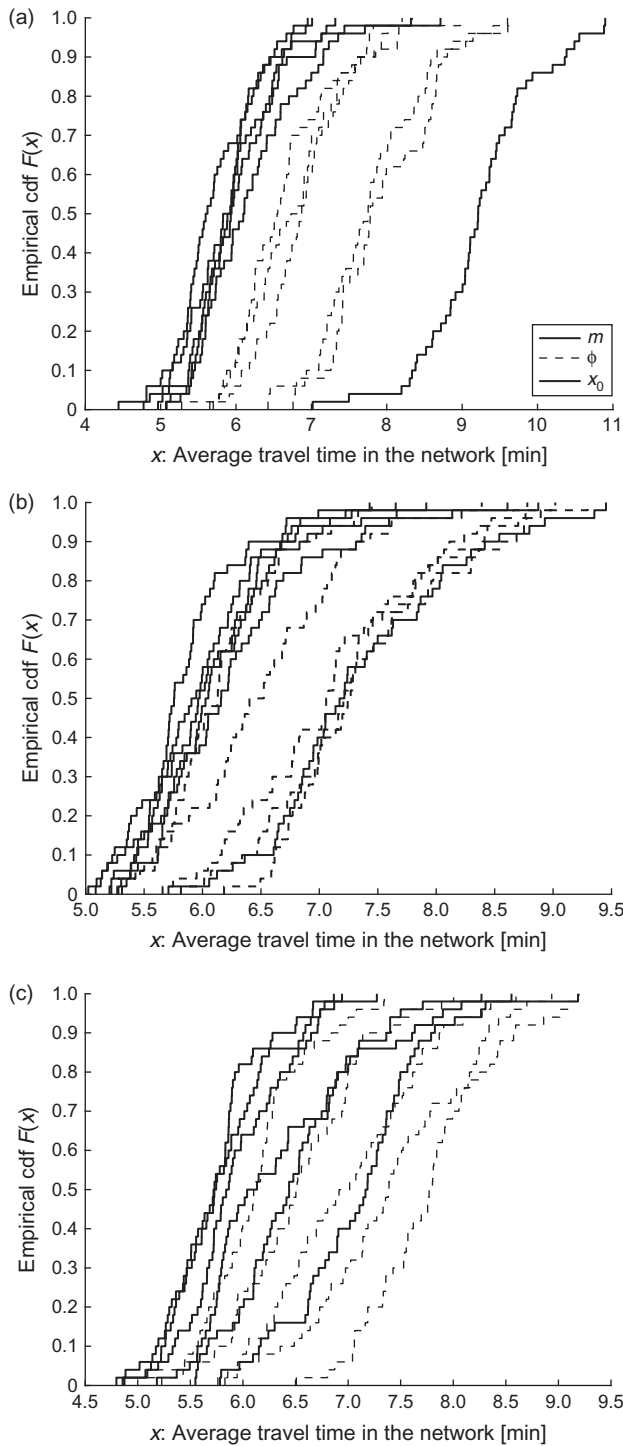 (a)
1.0
0.9
0.8
0.7
0.6
0.5
0.4
0.3
0.2
0.1
0
Empirical cdf F(x)
m
ϕ
x₀
4 5 6 7 8 9 10 11
x: Average travel time in the network [min]
(b)
1.0
0.9
0.8
0.7
0.6
0.5
0.4
0.3
0.2
0.1
0
Empirical cdf F(x)
5.0 5.5 6.0 6.5 7.0 7.5 8.0 8.5 9.0 9.5
x: Average travel time in the network [min]
(c)
1.0
0.9
0.8
0.7
0.6
0.5
0.4
0.3
0.2
0.1
0
Empirical cdf F(x)
4.5 5.0 5.5 6.0 6.5 7.0 7.5 8.0 8.5 9.0 9.5
x: Average travel time in the network [min]